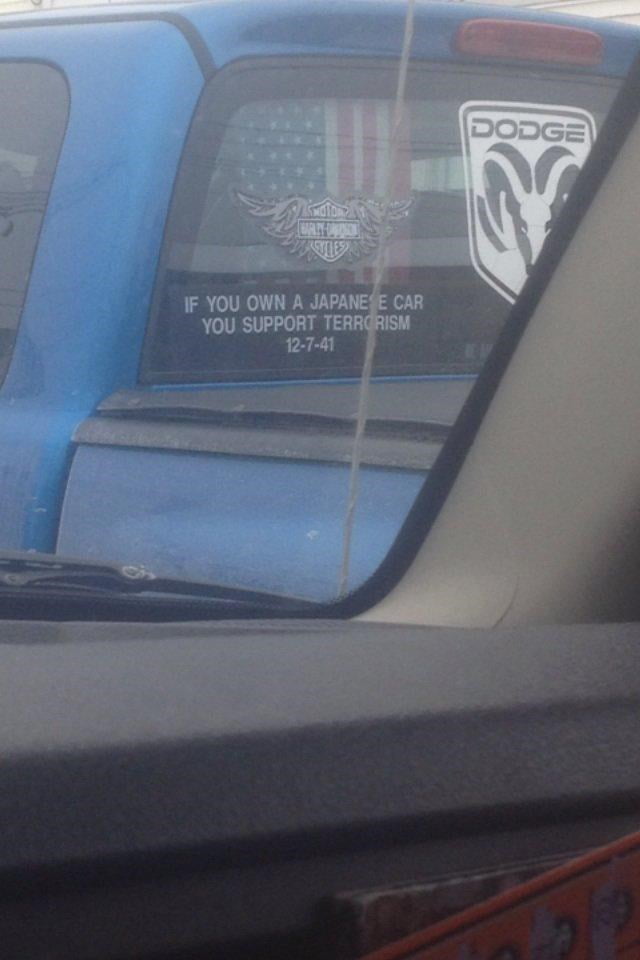 DODGE
MOTOR
HARLEY-DAVIDSON
CYCLES
IF YOU OWN A JAPANESE CAR
YOU SUPPORT TERRORISM
12-7-41